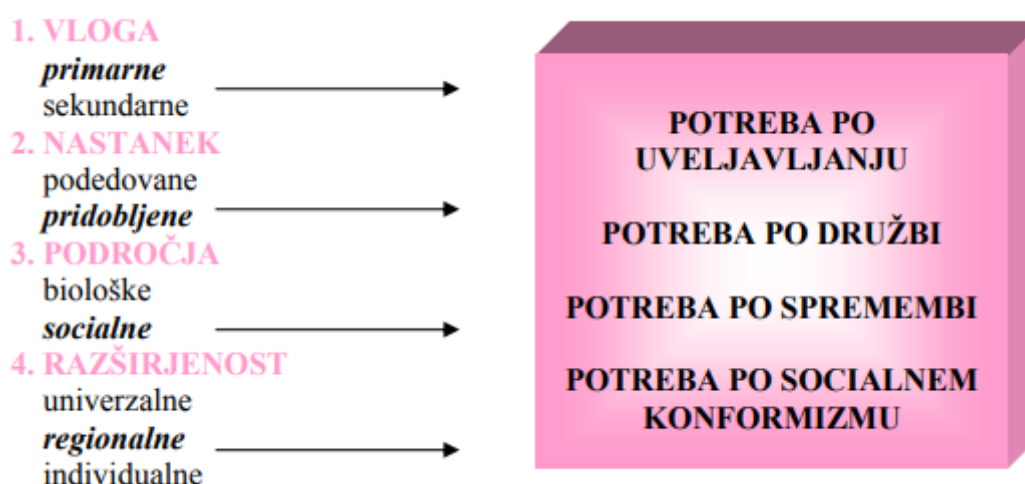 1. VLOGA
primarne
sekundarne
2. NASTANEK
podedovane
pridobljene
3. PODROČJA
biološke
socialne
4. RAZŠIRJENOST
univerzalne
regionalne
individualne
POTREBA PO
UVELJAVLJANJU
POTREBA PO DRUŽBI
POTREBA PO SPREMEMBI
POTREBA PO SOCIALNEM
KONFORMIZMU